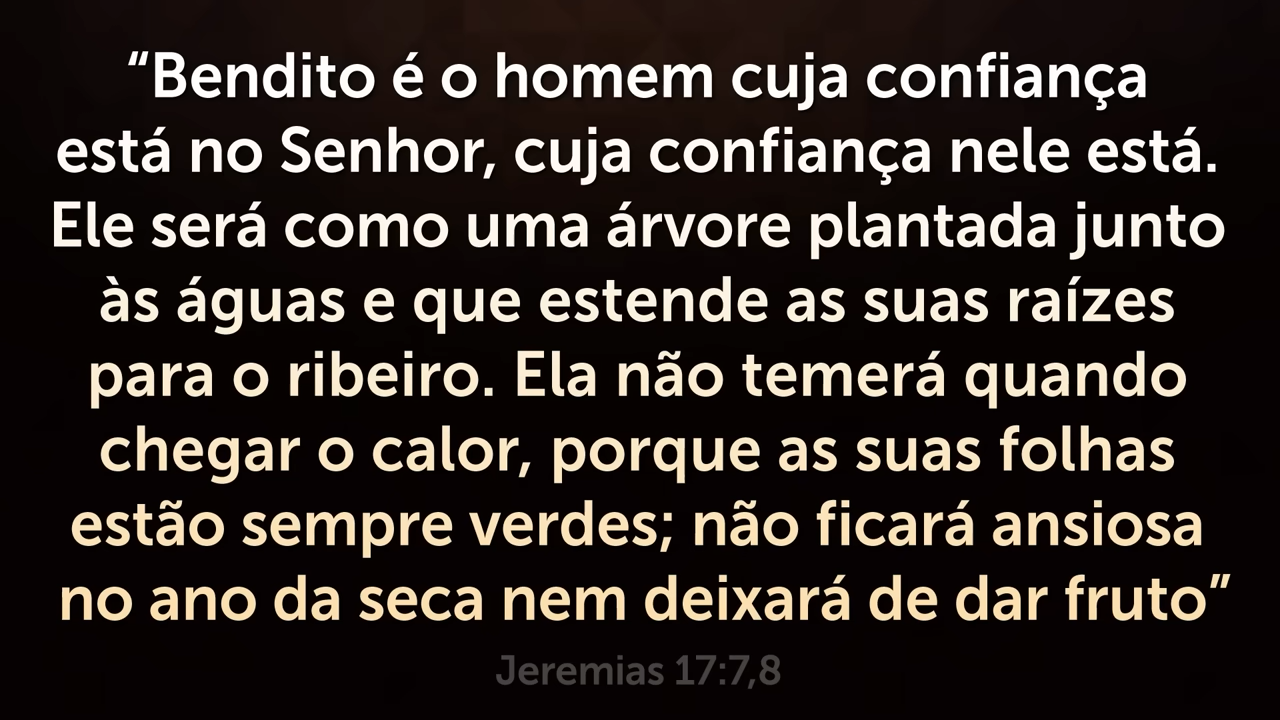 “Bendito é o homem cuja confiança
está no Senhor, cuja confiança nele está.
Ele será como uma árvore plantada junto
às águas e que estende as suas raízes
para o ribeiro. Ela não temerá quando
chegar o calor, porque as suas folhas
estão sempre verdes; não ficará ansiosa
no ano da seca nem deixará de dar fruto”
Jeremias 17:7,8